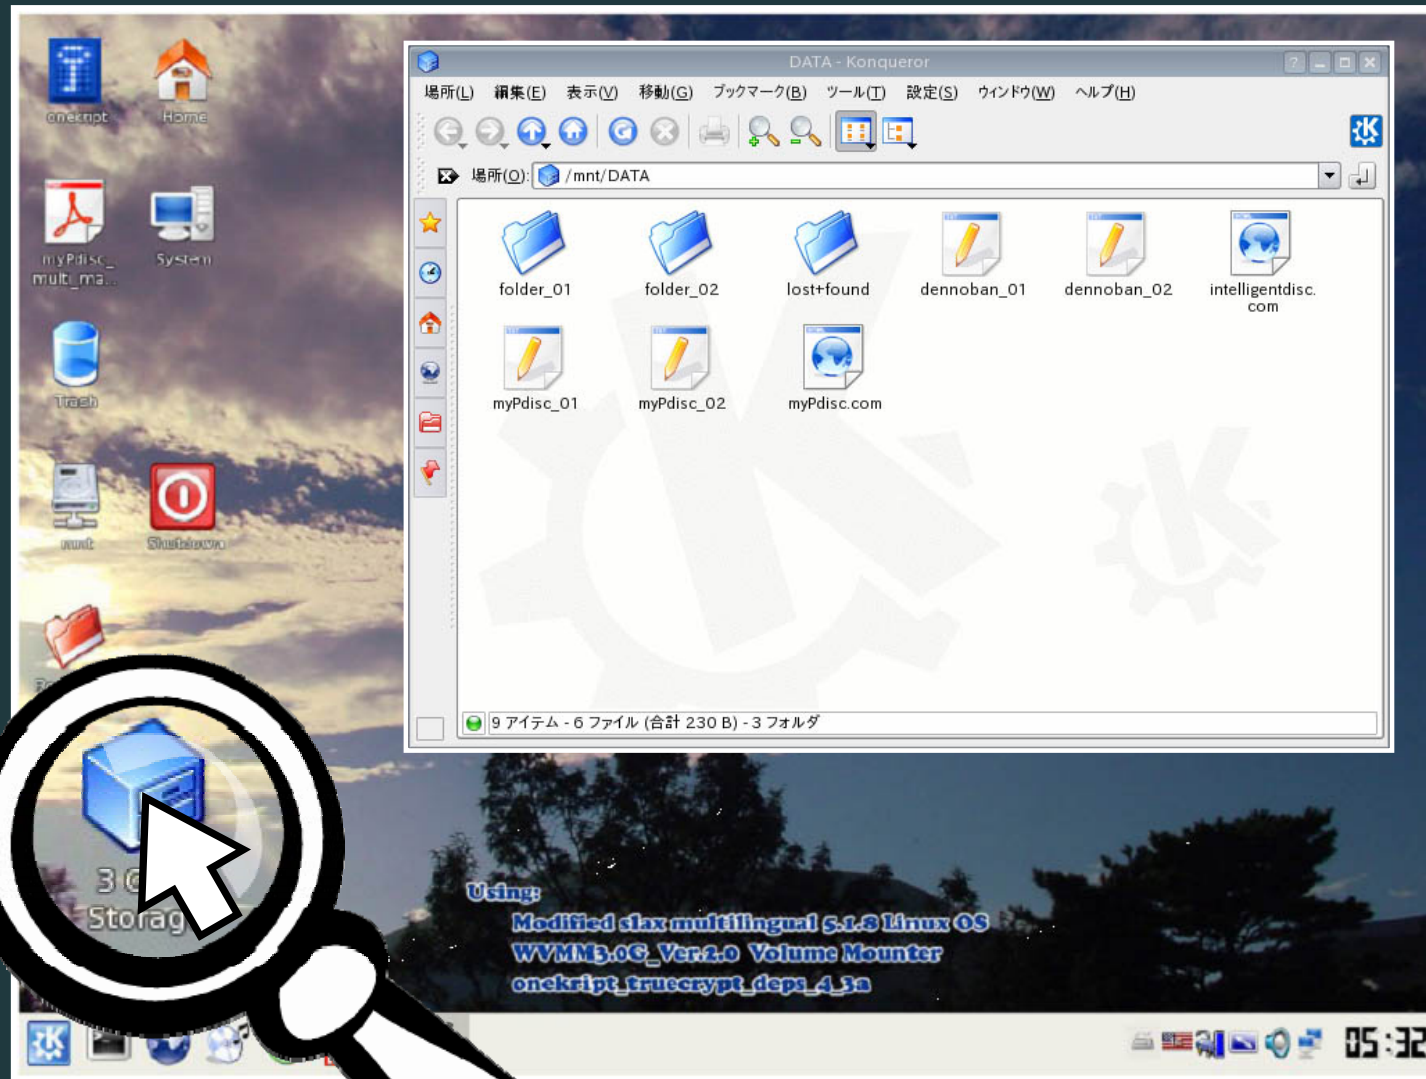 onekript
Home
myPdisc_
multi_ma...
System
Trash
mnt
Shutdown
3 G
Storag
DATA - Konqueror
場所(L) 編集(E) 表示(V) 移動(G) ブックマーク(B) ツール(T) 設定(S) ウィンドウ(W) ヘルプ(H)
場所(O): /mnt/DATA
folder_01
folder_02
lost+found
dennoban_01
dennoban_02
intelligentdisc.
com
myPdisc_01
myPdisc_02
myPdisc.com
9 アイテム - 6 ファイル (合計 230 B) - 3 フォルダ
Using:
Modified slax multilingual 5.1.8 Linux OS
WVMM3.0G_Ver.2.0 Volume Mounter
onekript_truecrypt_deps_4_3a
05:32